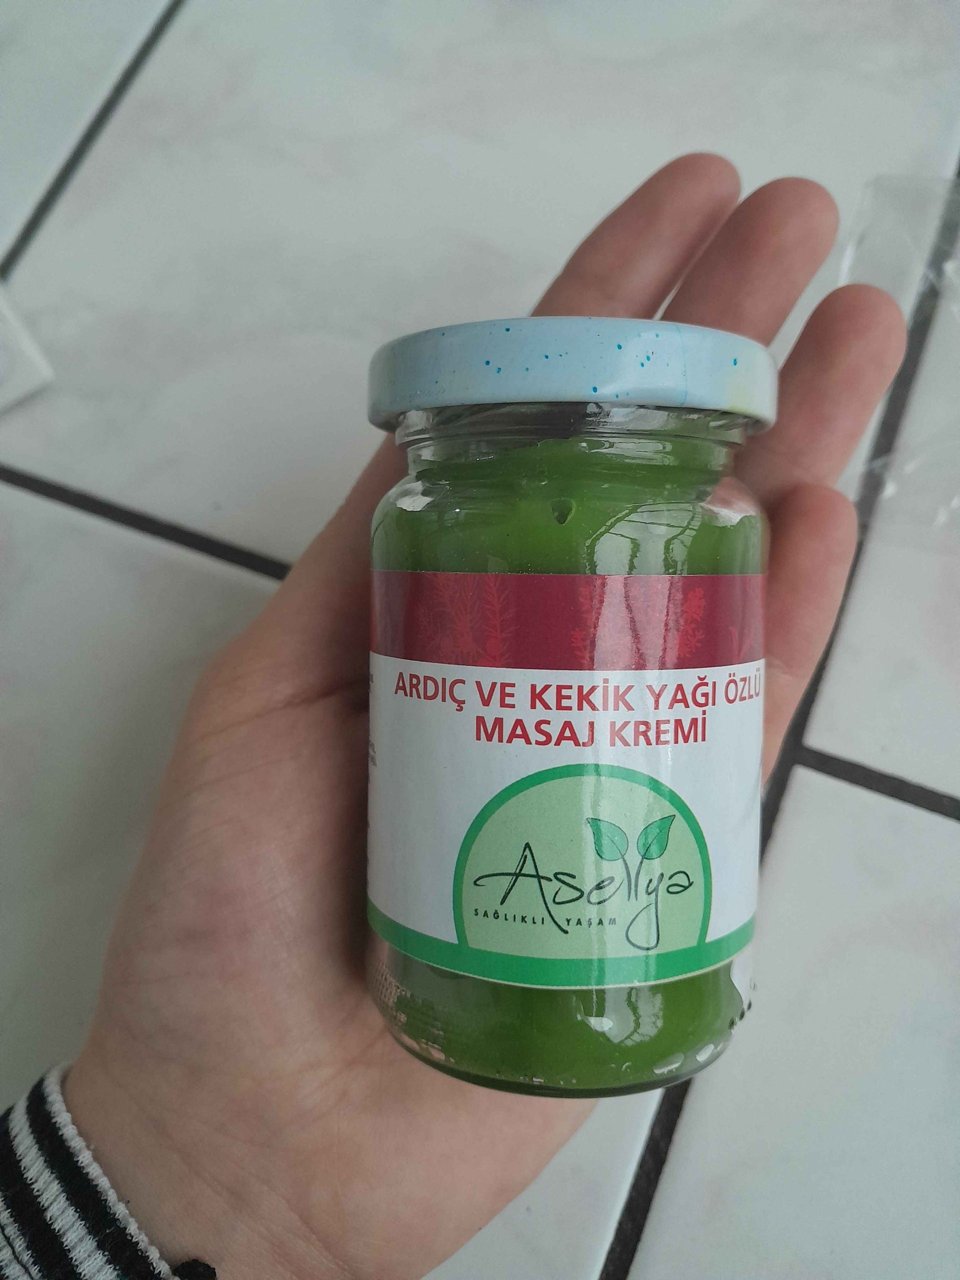 ARDIÇ VE KEKİK YAĞI ÖZLÜ
MASAJ KREMİ
Asellya
SAĞLIKLI YAŞAM